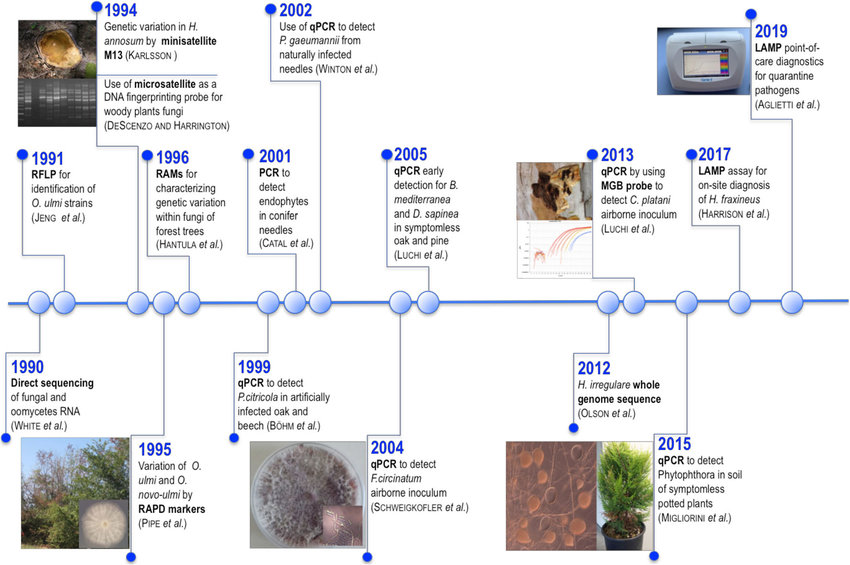 1994
Genetic variation in H.
annosum by minisatellite
M13 (KARLSSON )
Use of microsatellite as a
DNA fingerprinting probe for
woody plants fungi
(DESCENZO AND HARRINGTON)
2002
Use of qPCR to detect
P. gaeumannii from
naturally infected
needles (WINTON et al.)
2019
LAMP point-of-
care diagnostics
for quarantine
pathogens
(AGLIETTI et al.)
1991
RFLP for
identification of
O. ulmi strains
(JENG et al.)
1996
RAMs for
characterizing
genetic variation
within fungi of
forest trees
(HANTULA et al.)
2001
PCR to
detect
endophytes
in conifer
needles
(CATAL et al.)
2005
qPCR early
detection for B.
mediterranea
and D. sapinea
in symptomless
oak and pine
(LUCHI et al.)
2013
qPCR by using
MGB probe to
detect C. platani
airborne inoculum
(LUCHI et al.)
2017
LAMP assay for
on-site diagnosis
of H. fraxineus
(HARRISON et al.)
1990
Direct sequencing
of fungal and
oomycetes RNA
(WHITE et al.)
1995
Variation of O.
ulmi and O.
novo-ulmi by
RAPD markers
(PIPE et al.)
1999
qPCR to detect
P.citricola in artificially
infected oak and
beech (BÖHM et al.)
2004
qPCR to detect
F.circinatum
airborne inoculum
(SCHWEIGKOFLER et al.)
2012
H. irregulare whole
genome sequence
(OLSON et al.)
2015
qPCR to detect
Phytophthora in soil
of symptomless
potted plants
(MIGLIORINI et al.)